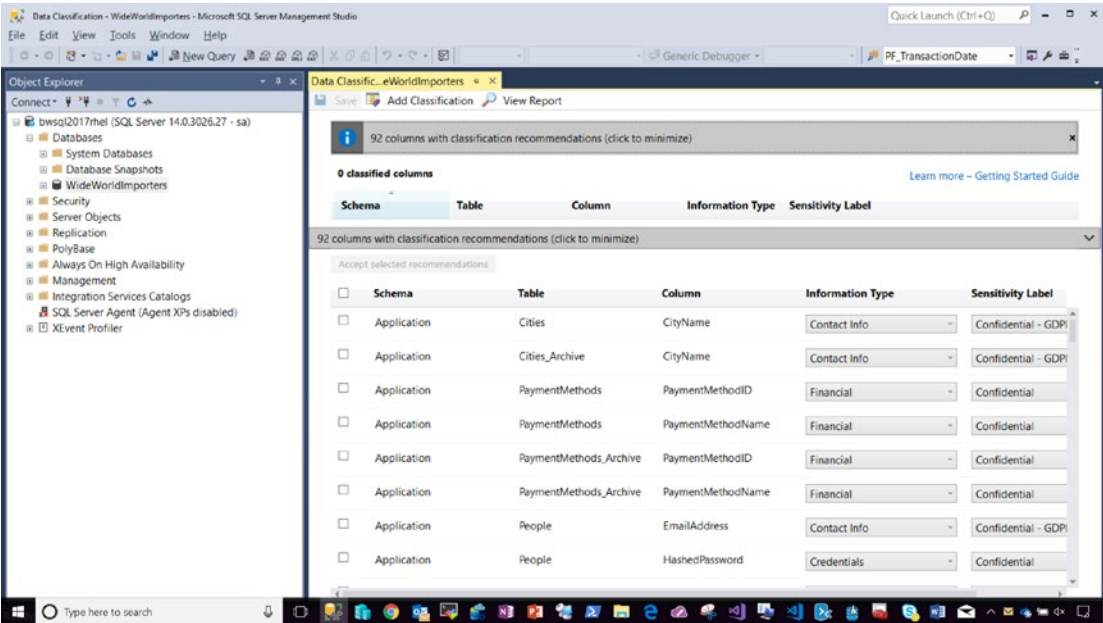 Data Classification - WideWorldImporters - Microsoft SQL Server Management Studio
Quick Launch (Ctrl+Q)
File Edit View Tools Window Help
New Query Generic Debugger PF_TransactionDate
Object Explorer
Data Classific...eWorldImporters
Connect
Save Add Classification View Report
bwsql2017rhel (SQL Server 14.0.3026.27 - sa)
Databases
System Databases
Database Snapshots
WideWorldImporters
Security
Server Objects
Replication
PolyBase
Always On High Availability
Management
Integration Services Catalogs
SQL Server Agent (Agent XPs disabled)
XEvent Profiler
92 columns with classification recommendations (click to minimize)
0 classified columns
Learn more – Getting Started Guide
Schema Table Column Information Type Sensitivity Label
92 columns with classification recommendations (click to minimize)
Accept selected recommendations
Schema Table Column Information Type Sensitivity Label
Application Cities CityName Contact Info Confidential - GDP
Application Cities_Archive CityName Contact Info Confidential - GDP
Application PaymentMethods PaymentMethodID Financial Confidential
Application PaymentMethods PaymentMethodName Financial Confidential
Application PaymentMethods_Archive PaymentMethodID Financial Confidential
Application PaymentMethods_Archive PaymentMethodName Financial Confidential
Application People EmailAddress Contact Info Confidential - GDP
Application People HashedPassword Credentials Confidential
Type here to search